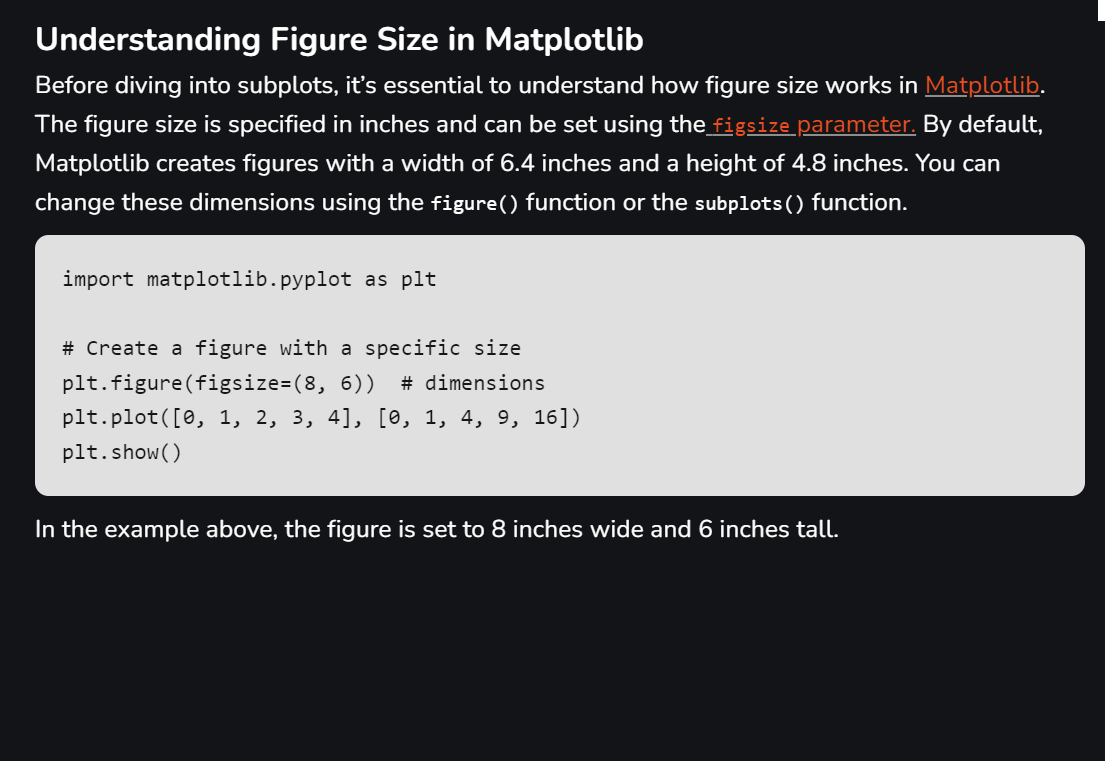 Understanding Figure Size in Matplotlib
Before diving into subplots, it’s essential to understand how figure size works in Matplotlib.
The figure size is specified in inches and can be set using the figsize parameter. By default,
Matplotlib creates figures with a width of 6.4 inches and a height of 4.8 inches. You can
change these dimensions using the figure() function or the subplots() function.
import matplotlib.pyplot as plt
# Create a figure with a specific size
plt.figure(figsize=(8, 6))  # dimensions
plt.plot([0, 1, 2, 3, 4], [0, 1, 4, 9, 16])
plt.show()
In the example above, the figure is set to 8 inches wide and 6 inches tall.